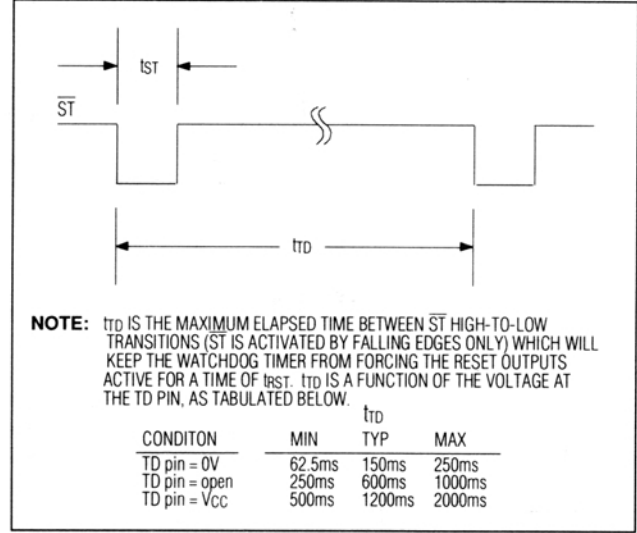 tST
ST
tTD
NOTE: tTD IS THE MAXIMUM ELAPSED TIME BETWEEN ST HIGH-TO-LOW
TRANSITIONS (ST IS ACTIVATED BY FALLING EDGES ONLY) WHICH WILL
KEEP THE WATCHDOG TIMER FROM FORCING THE RESET OUTPUTS
ACTIVE FOR A TIME OF tRST. tTD IS A FUNCTION OF THE VOLTAGE AT
THE TD PIN, AS TABULATED BELOW.
tTD
CONDITON MIN TYP MAX
TD pin = 0V 62.5ms 150ms 250ms
TD pin = open 250ms 600ms 1000ms
TD pin = VCC 500ms 1200ms 2000ms